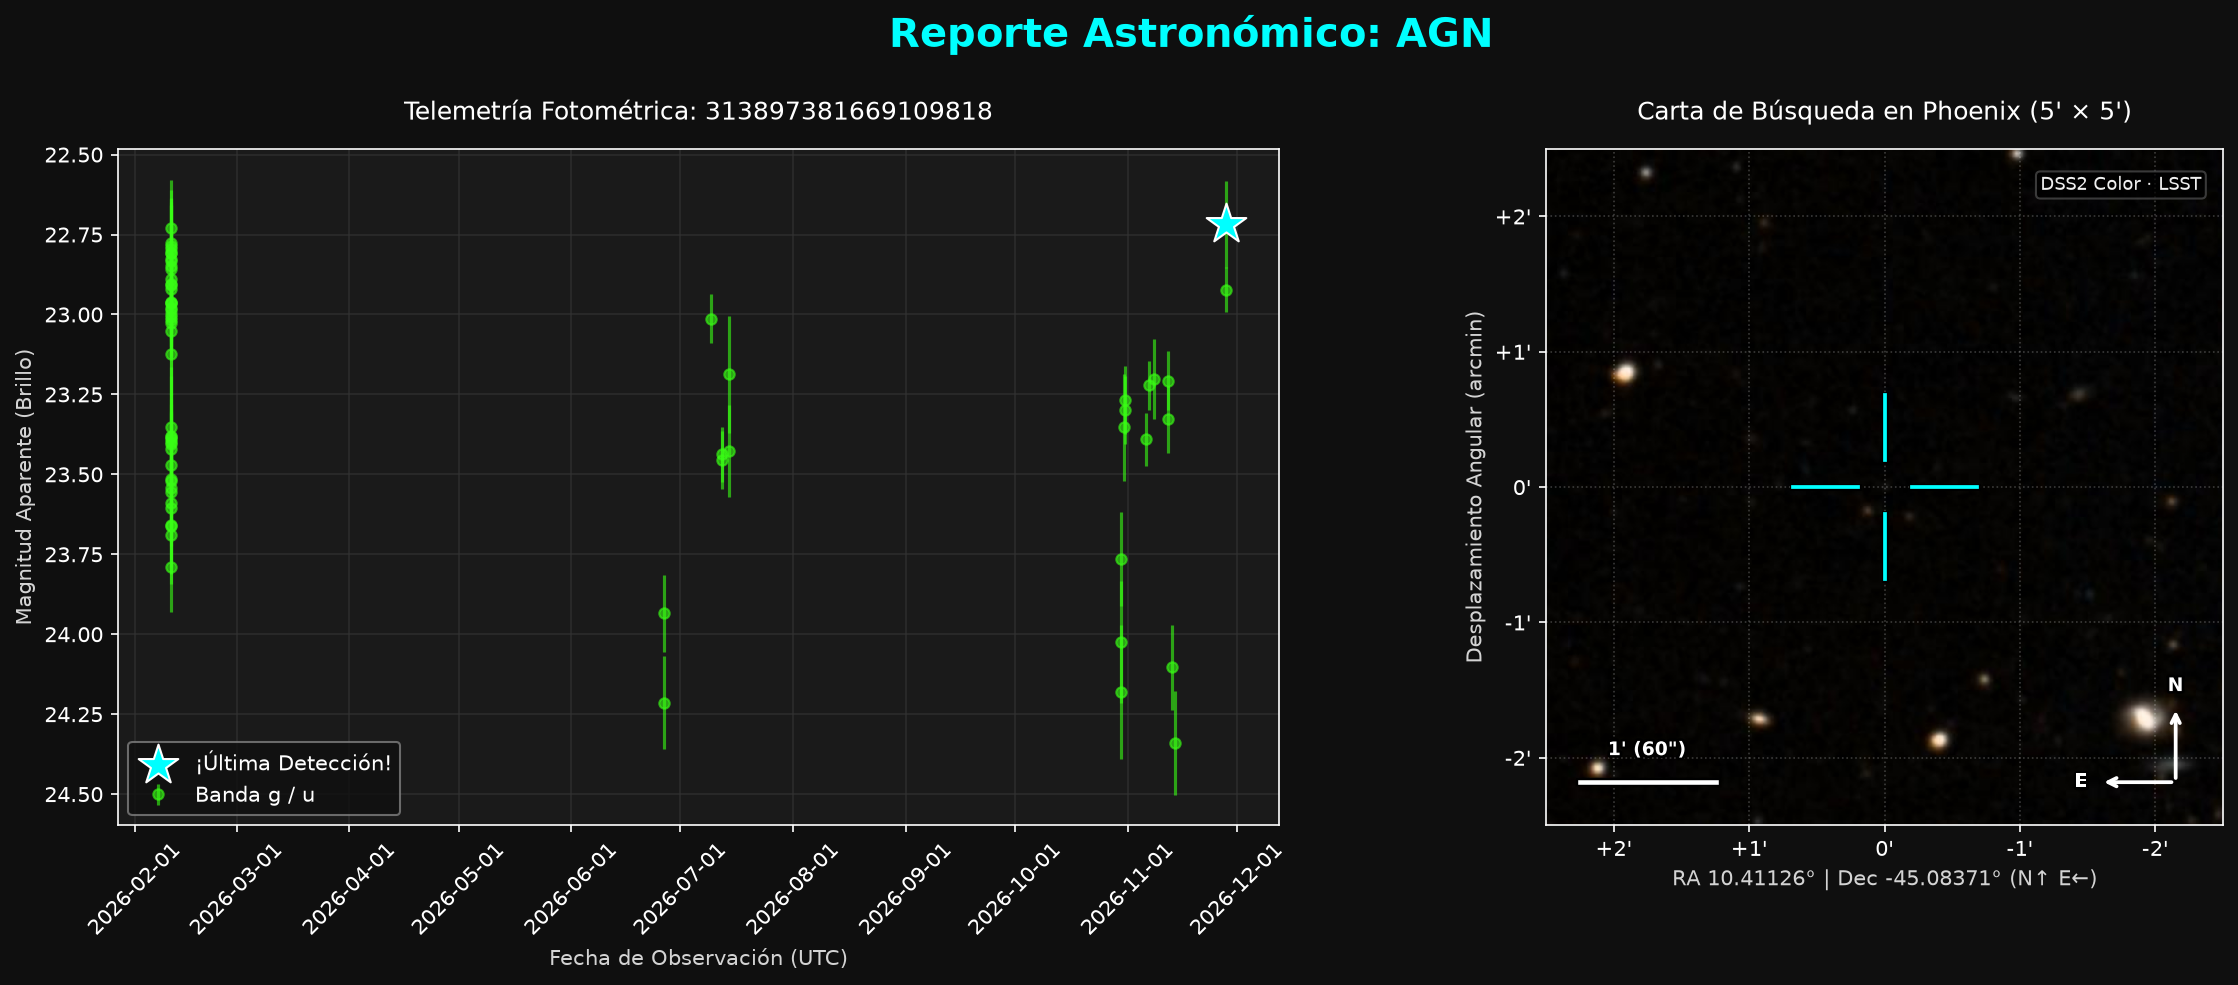 Reporte Astronómico: AGN
Telemetría Fotométrica: 313897381669109818
Magnitud Aparente (Brillo)
22.50
22.75
23.00
23.25
23.50
23.75
24.00
24.25
24.50
¡Última Detección!
Banda g / u
2026-02-01
2026-03-01
2026-04-01
2026-05-01
2026-06-01
2026-07-01
2026-08-01
2026-09-01
2026-10-01
2026-11-01
2026-12-01
Fecha de Observación (UTC)
Carta de Búsqueda en Phoenix (5' × 5')
DSS2 Color · LSST
Desplazamiento Angular (arcmin)
+2'
+1'
0'
-1'
-2'
N
E
1' (60")
+2'
+1'
0'
-1'
-2'
RA 10.41126° | Dec -45.08371° (N↑ E←)